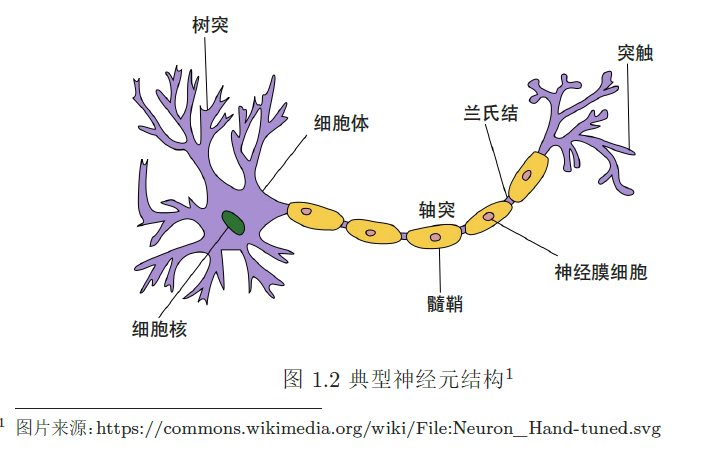 树突
突触
兰氏结
细胞体
轴突
神经膜细胞
髓鞘
细胞核
图 1.2 典型神经元结构1
1 图片来源:https://commons.wikimedia.org/wiki/File:Neuron_Hand-tuned.svg